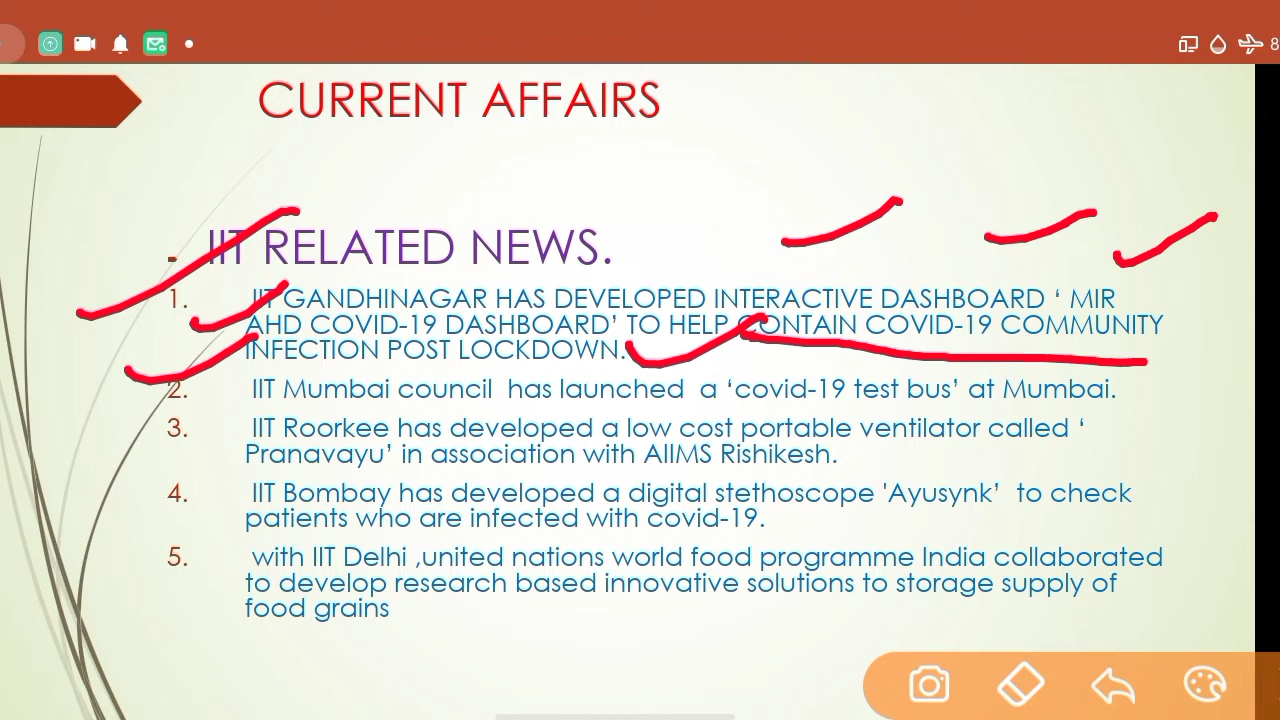 8
CURRENT AFFAIRS
- IIT RELATED NEWS.
1. IIT GANDHINAGAR HAS DEVELOPED INTERACTIVE DASHBOARD ‘ MIR
AHD COVID-19 DASHBOARD’ TO HELP CONTAIN COVID-19 COMMUNITY
INFECTION POST LOCKDOWN.
2. IIT Mumbai council has launched a ‘covid-19 test bus’ at Mumbai.
3. IIT Roorkee has developed a low cost portable ventilator called ‘
Pranavayu’ in association with AIIMS Rishikesh.
4. IIT Bombay has developed a digital stethoscope 'Ayusynk’ to check
patients who are infected with covid-19.
5. with IIT Delhi ,united nations world food programme India collaborated
to develop research based innovative solutions to storage supply of
food grains